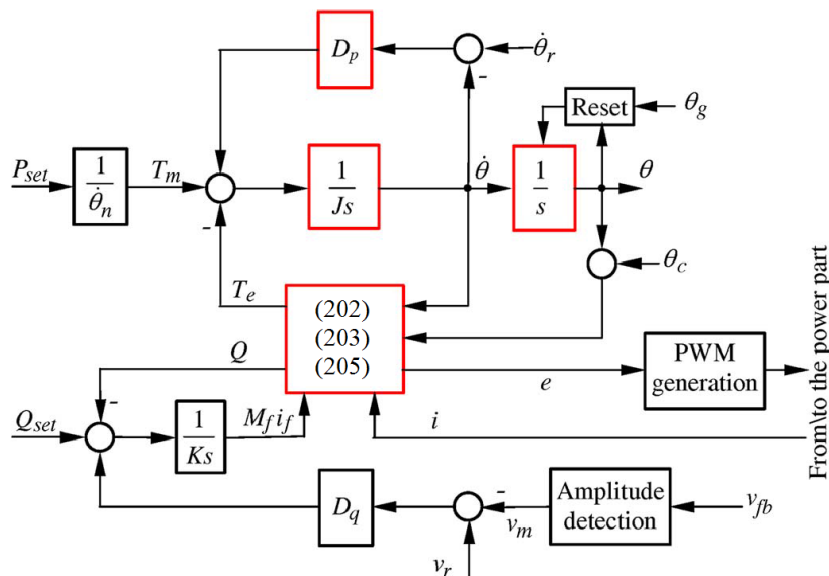 D_p
-
θ̇_r
Reset
θ_g
P_set
1
θ̇_n
T_m
1
Js
θ̇
1
s
θ
-
θ_c
T_e
(202)
(203)
(205)
Q
e
PWM
generation
From\to the power part
-
Q_set
1
Ks
M_f i_f
i
D_q
-
v_m
Amplitude
detection
v_fb
v_r